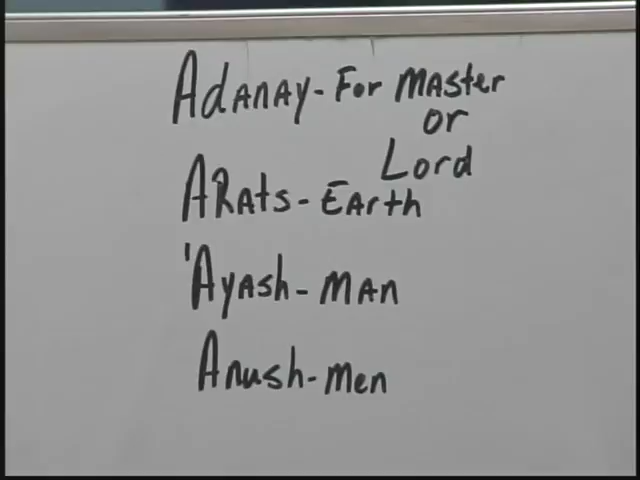 AdANAY - For MAster
or
Lord
ARAts - EArth
'Ayash - MAN
Anush - Men